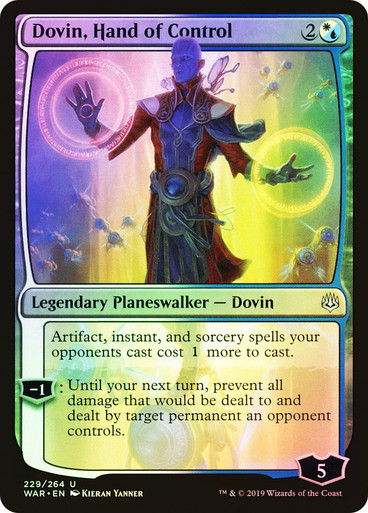 Dovin, Hand of Control 2
Legendary Planeswalker — Dovin
Artifact, instant, and sorcery spells your
opponents cast cost 1 more to cast.
-1 : Until your next turn, prevent all
damage that would be dealt to and
dealt by target permanent an opponent
controls.
5
229/264 U
WAR • EN Kieran Yanner
™ & © 2019 Wizards of the Coast